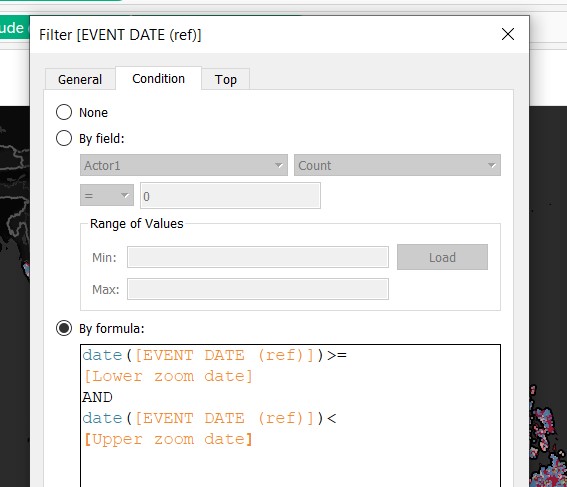 ude
Filter [EVENT DATE (ref)]
General Condition Top
None
By field:
Actor1 Count
= 0
Range of Values
Min: Load
Max:
By formula:
date([EVENT DATE (ref)])>=
[Lower zoom date]
AND
date([EVENT DATE (ref)])<
[Upper zoom date]